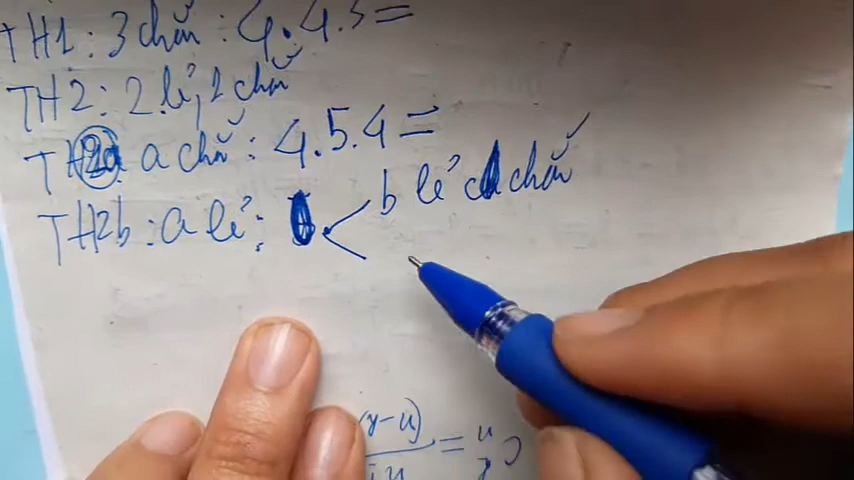 TH1: 3 chẵn: 4.4.3=
TH2: 2 lẻ, 1 chẵn
TH2a a chẵn: 4.5.4=
b lẻ c chẵn
TH2b: a lẻ: